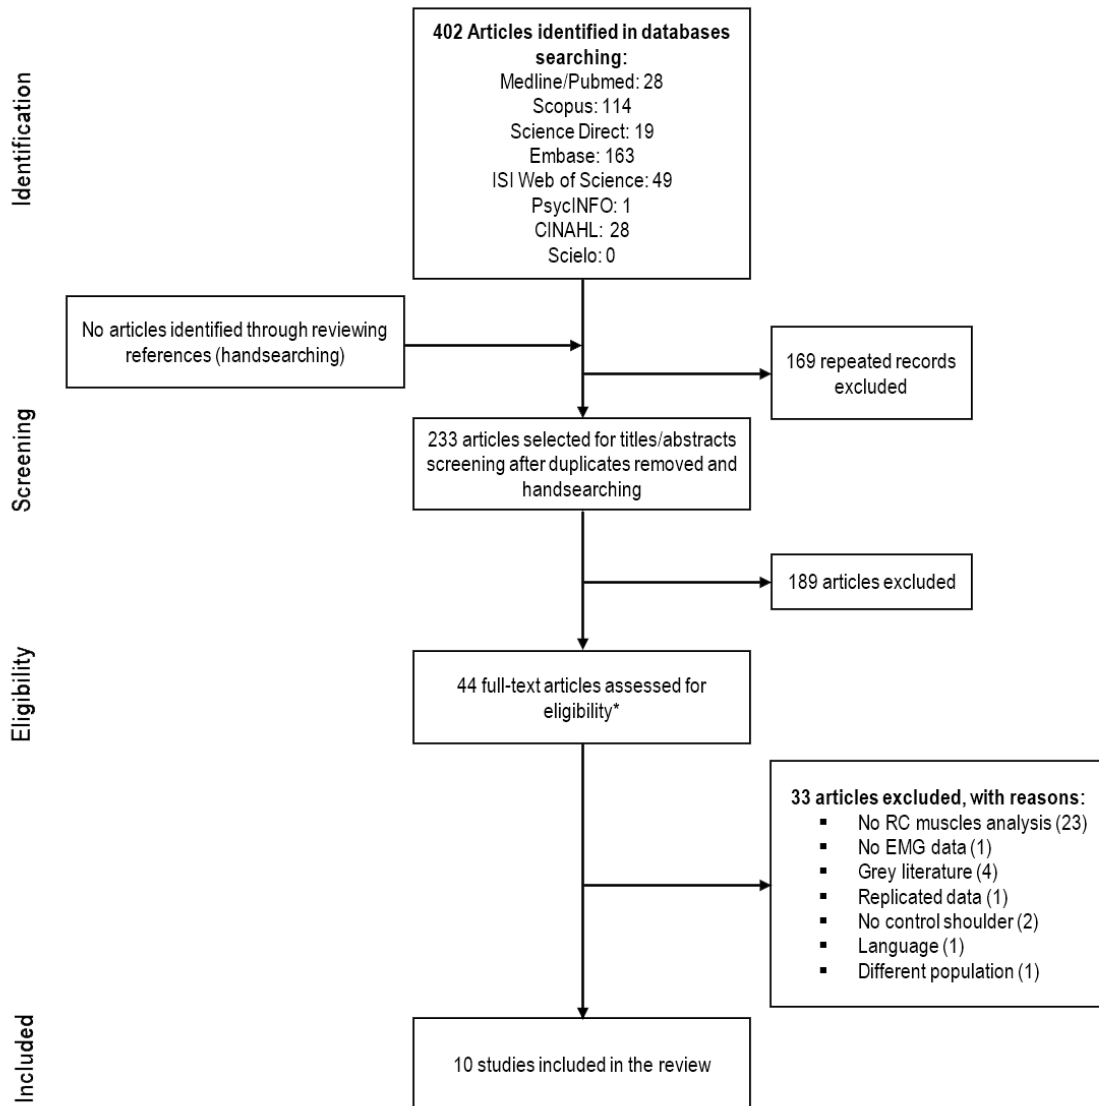 Identification
402 Articles identified in databases
searching:
Medline/Pubmed: 28
Scopus: 114
Science Direct: 19
Embase: 163
ISI Web of Science: 49
PsycINFO: 1
CINAHL: 28
Scielo: 0
No articles identified through reviewing
references (handsearching)
169 repeated records
excluded
Screening
233 articles selected for titles/abstracts
screening after duplicates removed and
handsearching
189 articles excluded
Eligibility
44 full-text articles assessed for
eligibility*
33 articles excluded, with reasons:
▪ No RC muscles analysis (23)
▪ No EMG data (1)
▪ Grey literature (4)
▪ Replicated data (1)
▪ No control shoulder (2)
▪ Language (1)
▪ Different population (1)
Included
10 studies included in the review